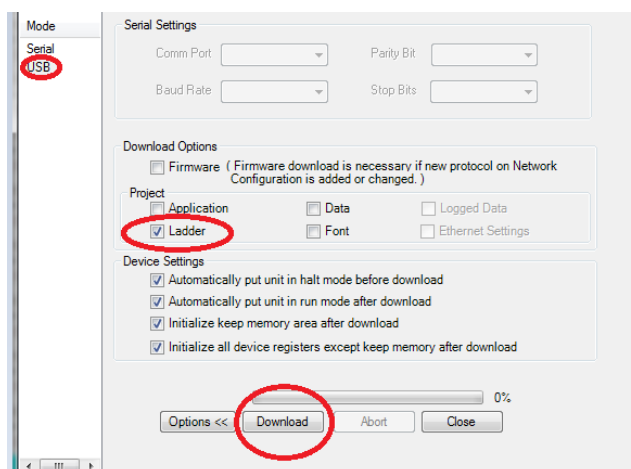 Mode
Serial
USB
Serial Settings
Comm Port
Parity Bit
Baud Rate
Stop Bits
Download Options
Firmware ( Firmware download is necessary if new protocol on Network
Configuration is added or changed. )
Project
Application
Data
Logged Data
Ladder
Font
Ethernet Settings
Device Settings
Automatically put unit in halt mode before download
Automatically put unit in run mode after download
Initialize keep memory area after download
Initialize all device registers except keep memory after download
0%
Options <<
Download
Abort
Close